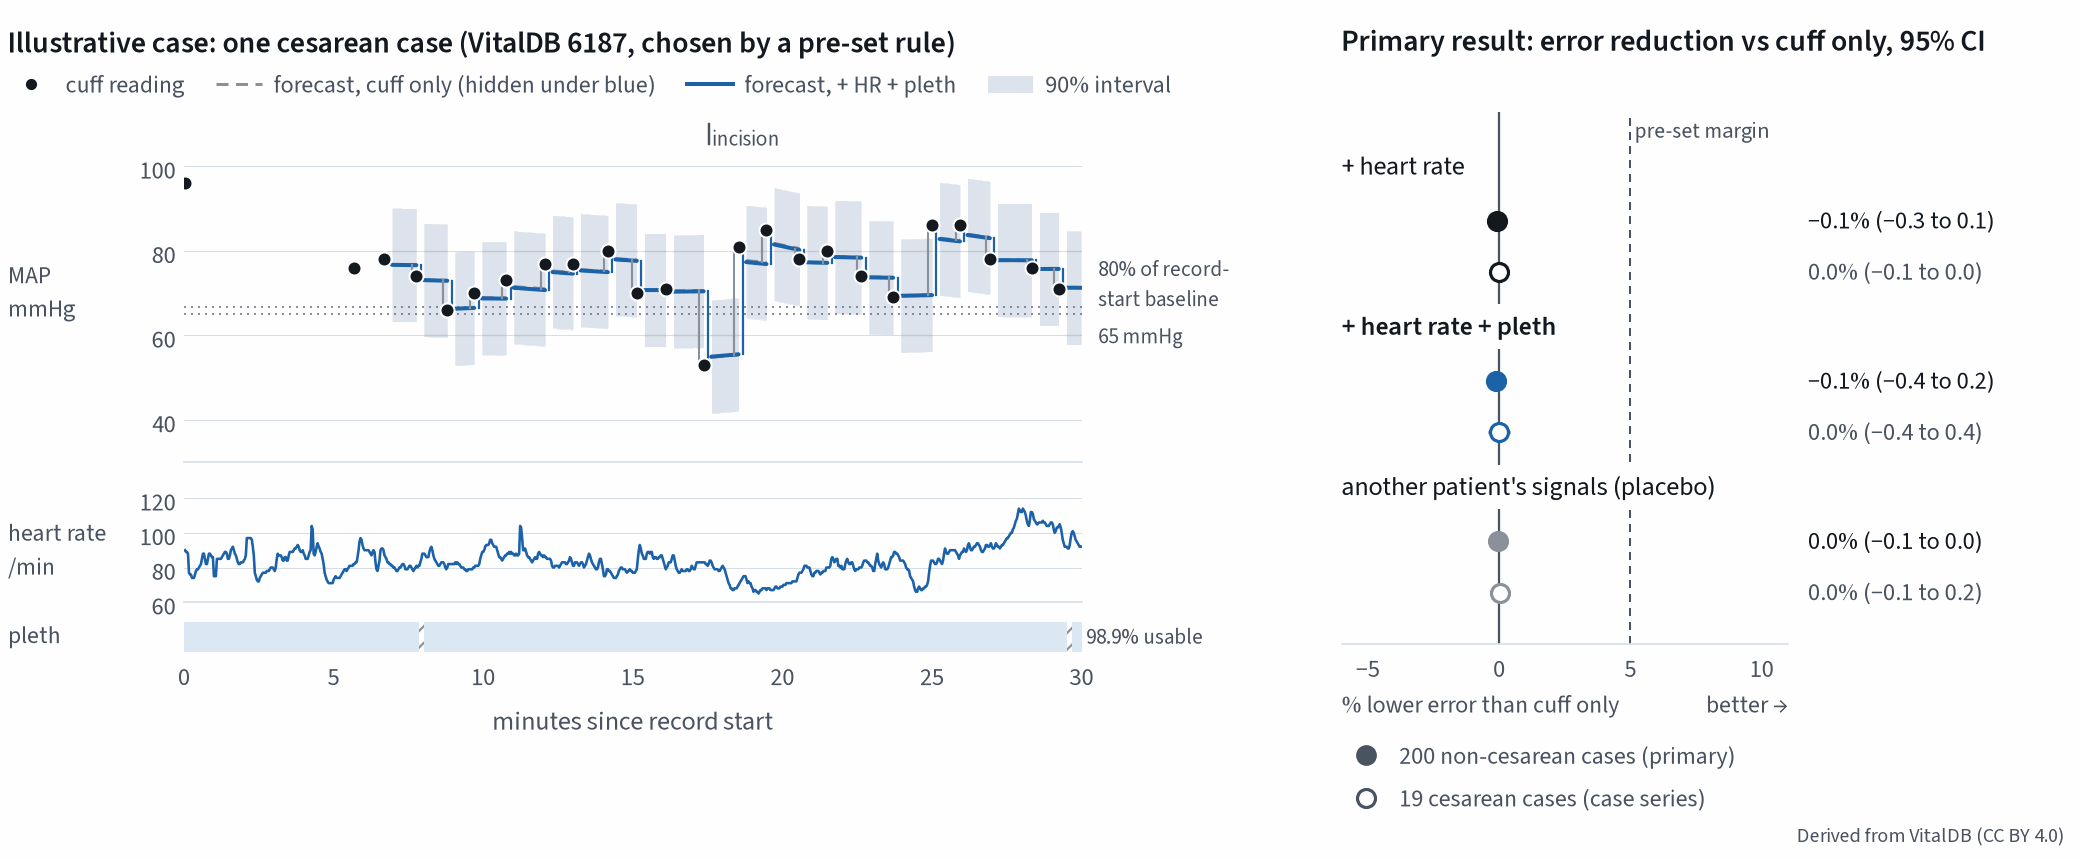 Illustrative case: one cesarean case (VitalDB 6187, chosen by a pre-set rule)
cuff reading
forecast, cuff only (hidden under blue)
forecast, + HR + pleth
90% interval
incision
100
80
60
40
MAP
mmHg
80% of record-
start baseline
65 mmHg
120
100
80
60
heart rate
/min
pleth
98.9% usable
0
5
10
15
20
25
30
minutes since record start
Primary result: error reduction vs cuff only, 95% CI
pre-set margin
+ heart rate
−0.1% (−0.3 to 0.1)
0.0% (−0.1 to 0.0)
+ heart rate + pleth
−0.1% (−0.4 to 0.2)
0.0% (−0.4 to 0.4)
another patient's signals (placebo)
0.0% (−0.1 to 0.0)
0.0% (−0.1 to 0.2)
−5
0
5
10
% lower error than cuff only
better →
200 non-cesarean cases (primary)
19 cesarean cases (case series)
Derived from VitalDB (CC BY 4.0)